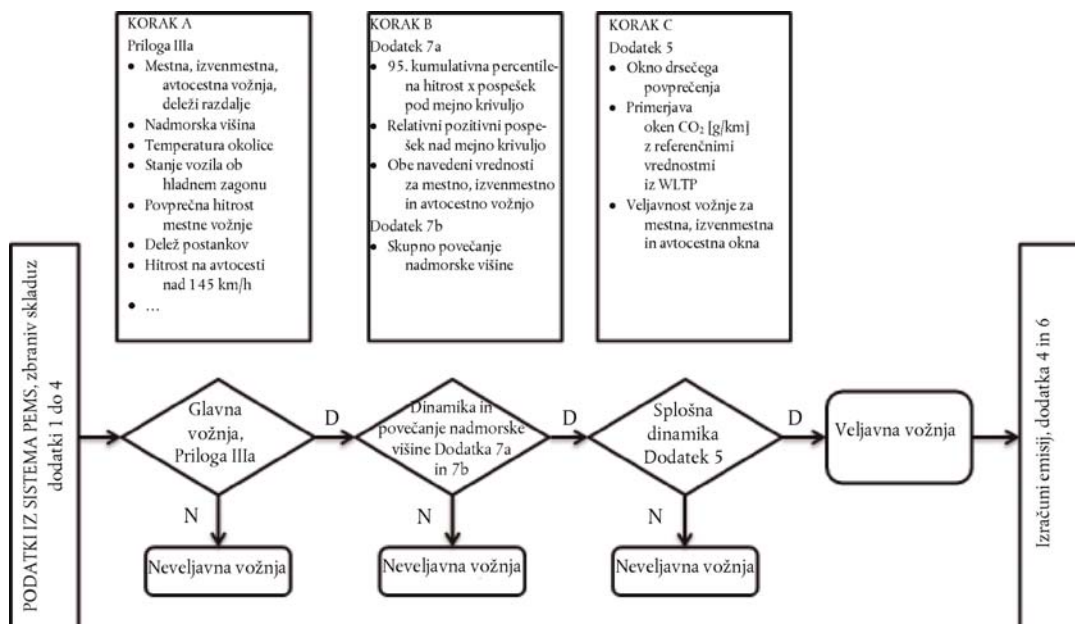 KORAK A
Priloga IIIa
• Mestna, izvenmestna,
avtocestna vožnja,
deleži razdalje
• Nadmorska višina
• Temperatura okolice
• Stanje vozila ob
hladnem zagonu
• Povprečna hitrost
mestne vožnje
• Delež postankov
• Hitrost na avtocesti
nad 145 km/h
• ...
KORAK B
Dodatek 7a
• 95. kumulativna percentile-
na hitrost x pospešek
pod mejno krivuljo
• Relativni pozitivni pospe-
šek nad mejno krivuljo
• Obe navedeni vrednosti
za mestno, izvenmestno
in avtocestno vožnjo
Dodatek 7b
• Skupno povečanje
nadmorske višine
KORAK C
Dodatek 5
• Okno drsečega
povprečenja
• Primerjava
oken CO₂ [g/km]
z referenčnimi
vrednostmi
iz WLTP
• Veljavnost vožnje za
mestna, izvenmestna
in avtocestna okna
PODATKI IZ SISTEMA PEMS, zbraniv skladuz
dodatki 1 do 4
Glavna
vožnja,
Priloga IIIa
D
N
Neveljavna vožnja
Dinamika in
povečanje nadmorske
višine Dodatka 7a
in 7b
D
N
Neveljavna vožnja
Splošna
dinamika
Dodatek 5
D
N
Neveljavna vožnja
Veljavna vožnja
Izračuni emisij, dodatka 4 in 6